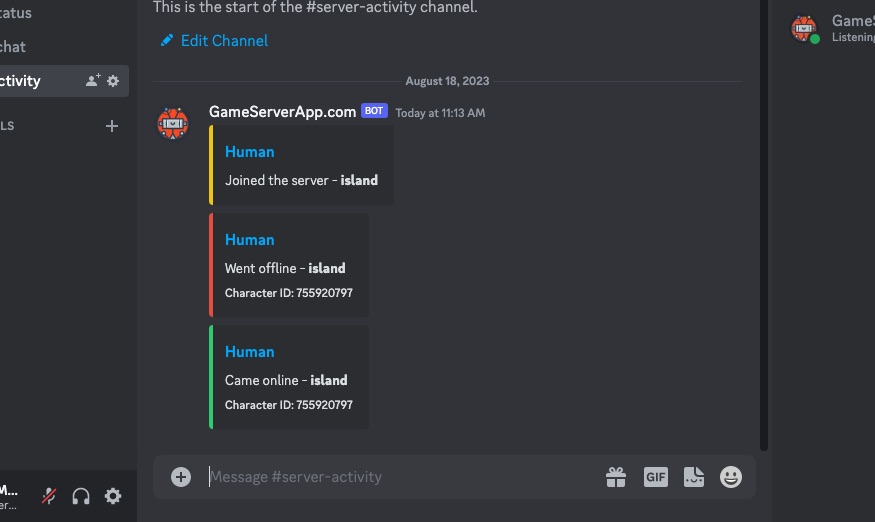 This is the start of the #server-activity channel.
Edit Channel
August 18, 2023
GameServerApp.com BOT Today at 11:13 AM
Human
Joined the server - island
Human
Went offline - island
Character ID: 755920797
Human
Came online - island
Character ID: 755920797
Message #server-activity
GIF
tatus
chat
ctivity
LS
M...
er...
GameS
Listening